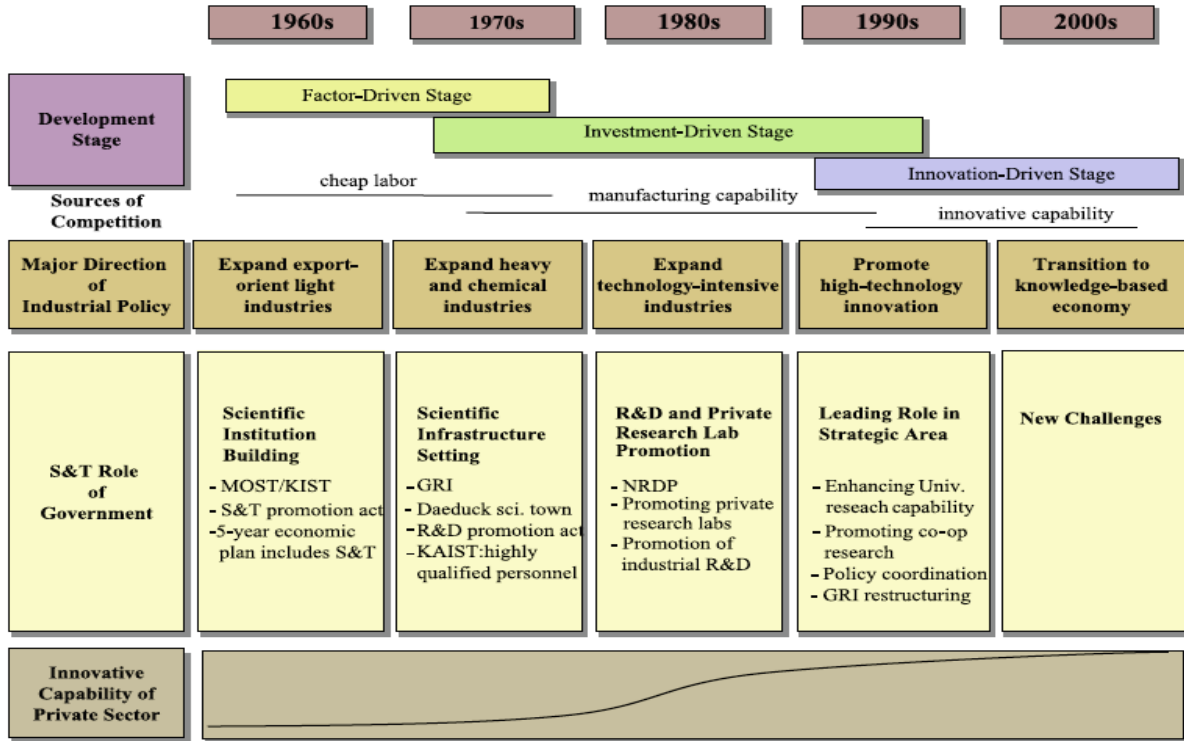 1960s
1970s
1980s
1990s
2000s
Development
Stage
Factor-Driven Stage
Investment-Driven Stage
Innovation-Driven Stage
Sources of
Competition
cheap labor
manufacturing capability
innovative capability
Major Direction
of
Industrial Policy
Expand export-
orient light
industries
Expand heavy
and chemical
industries
Expand
technology-intensive
industries
Promote
high-technology
innovation
Transition to
knowledge-based
economy
S&T Role
of
Government
Scientific
Institution
Building
- MOST/KIST
- S&T promotion act
-5-year economic
plan includes S&T
Scientific
Infrastructure
Setting
- GRI
- Daeduck sci. town
- R&D promotion act
- KAIST:highly
qualified personnel
R&D and Private
Research Lab
Promotion
- NRDP
- Promoting private
research labs
- Promotion of
industrial R&D
Leading Role in
Strategic Area
- Enhancing Univ.
reseach capability
- Promoting co-op
research
- Policy coordination
- GRI restructuring
New Challenges
Innovative
Capability of
Private Sector